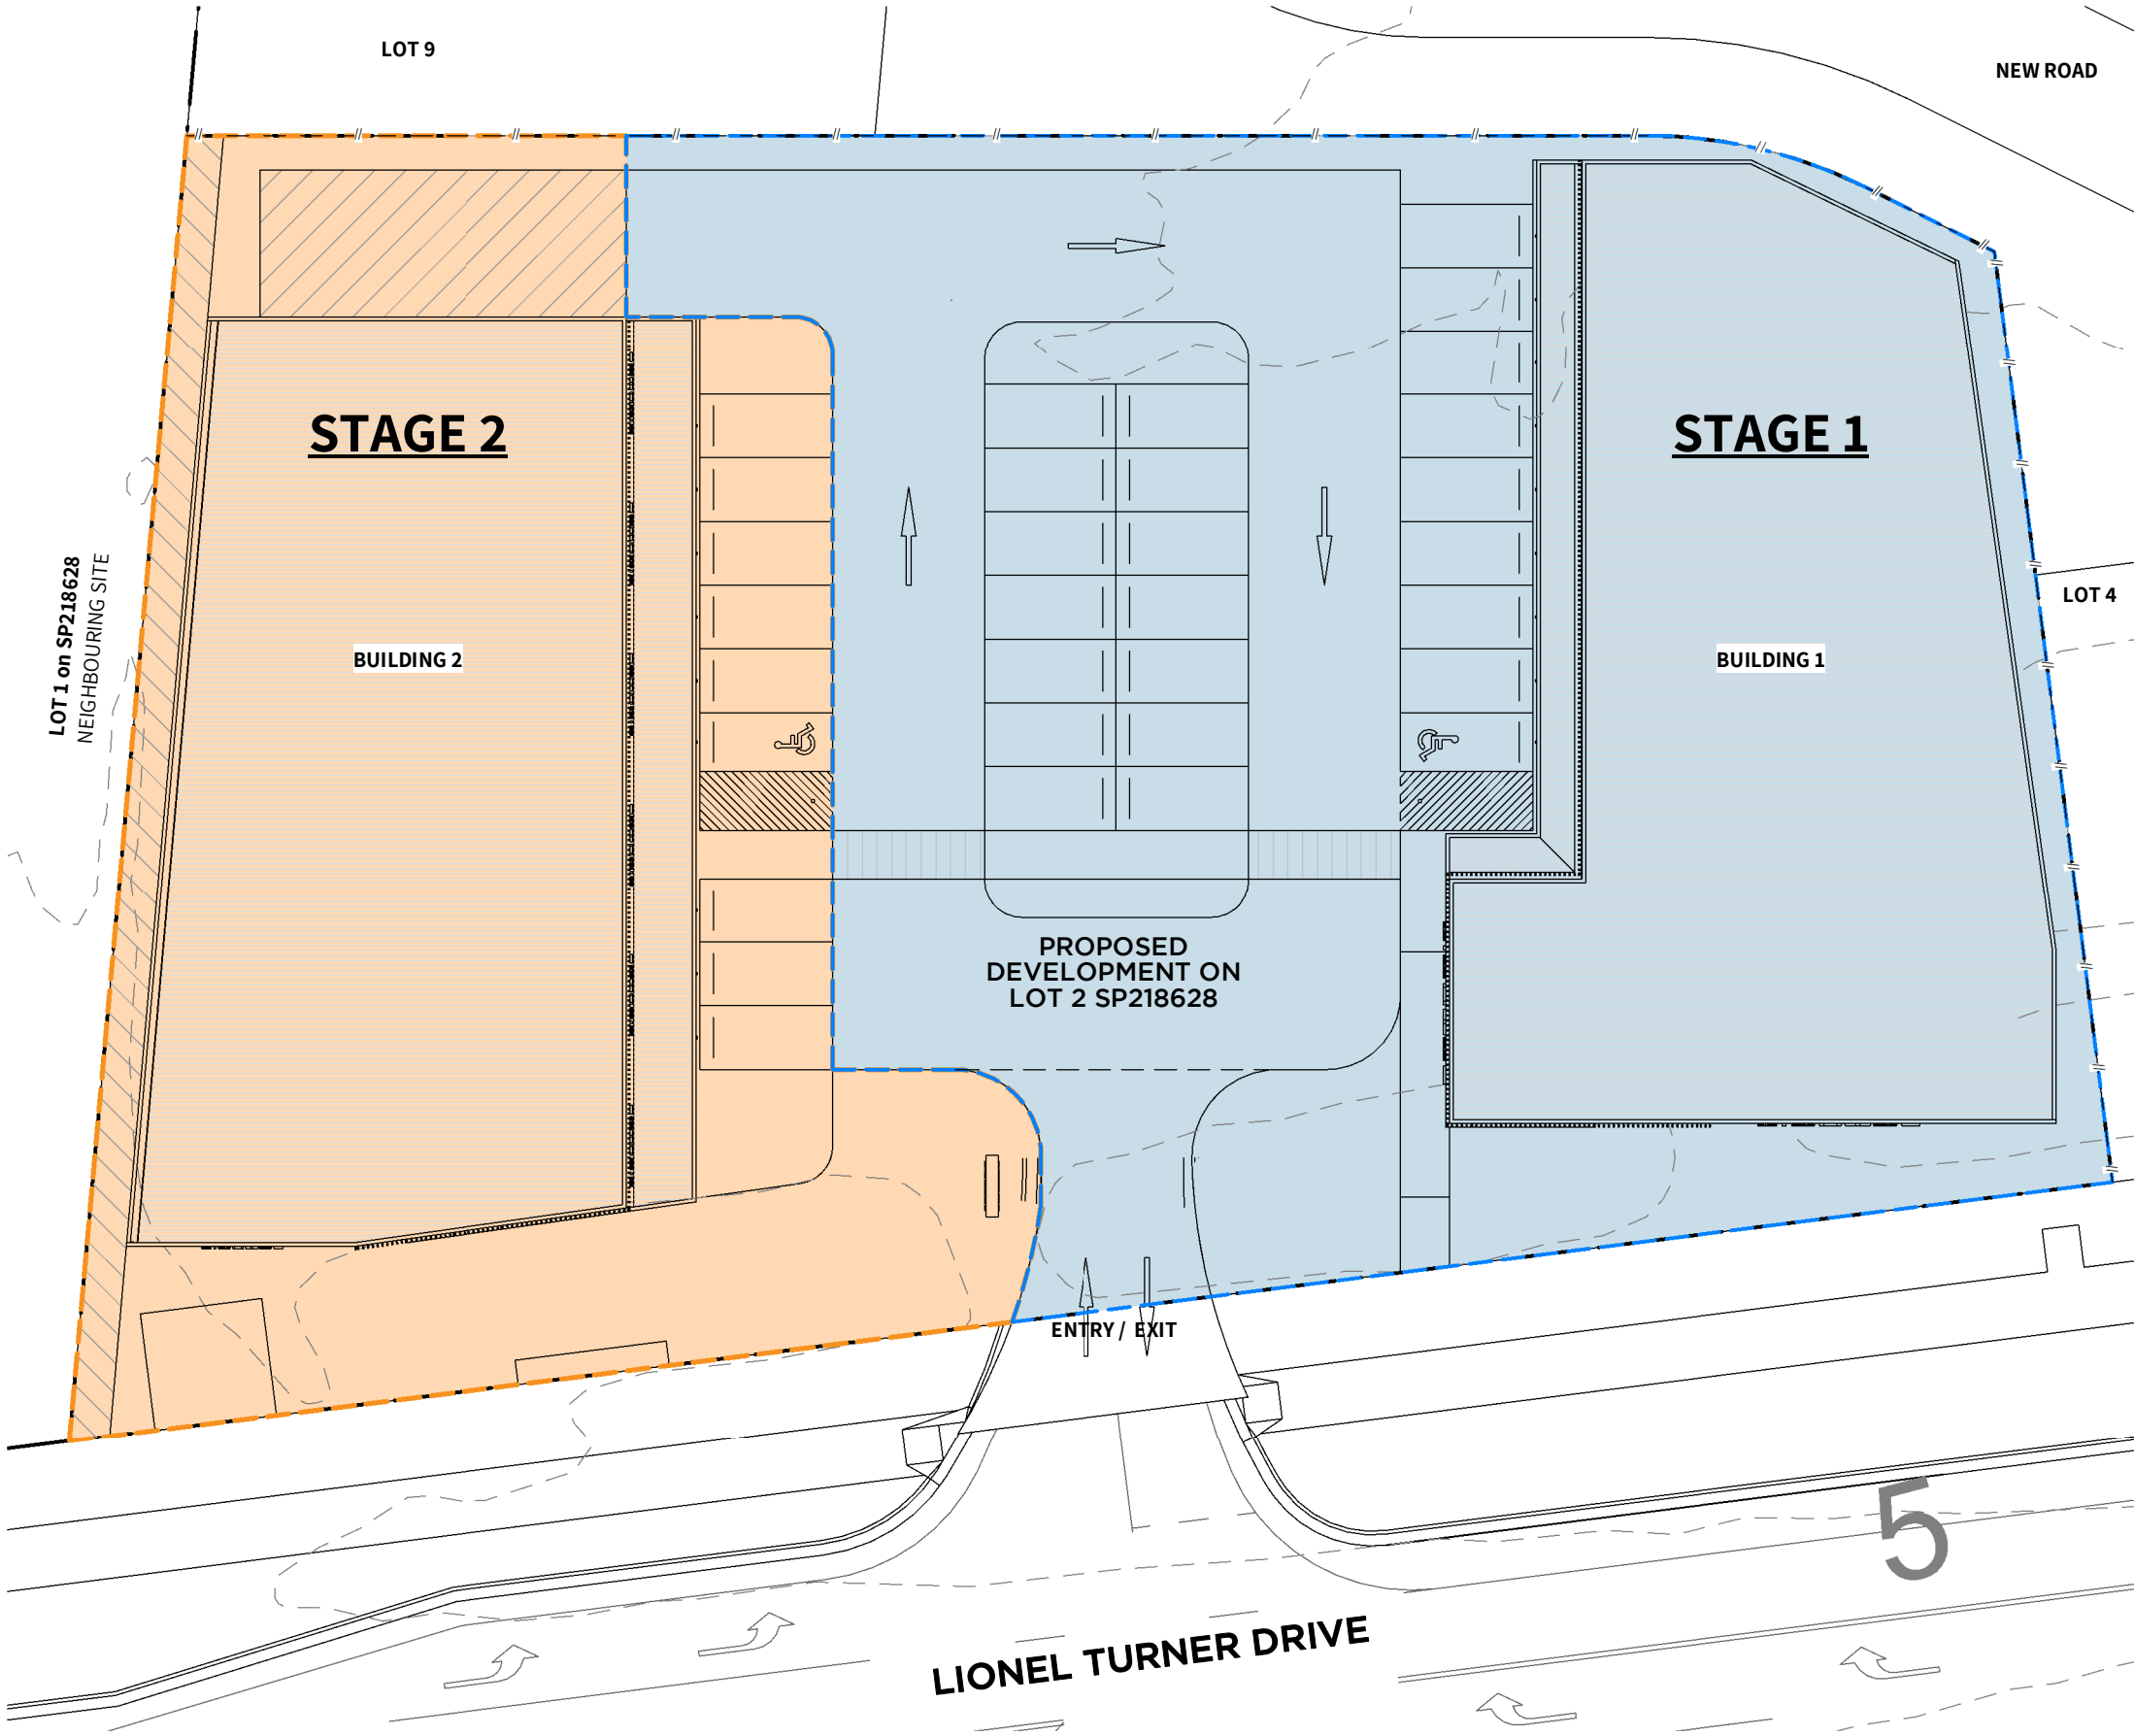 LOT 9
NEW ROAD
STAGE 2
STAGE 1
LOT 1 on SP218628
NEIGHBOURING SITE
LOT 4
BUILDING 2
BUILDING 1
PROPOSED
DEVELOPMENT ON
LOT 2 SP218628
ENTRY / EXIT
5
LIONEL TURNER DRIVE